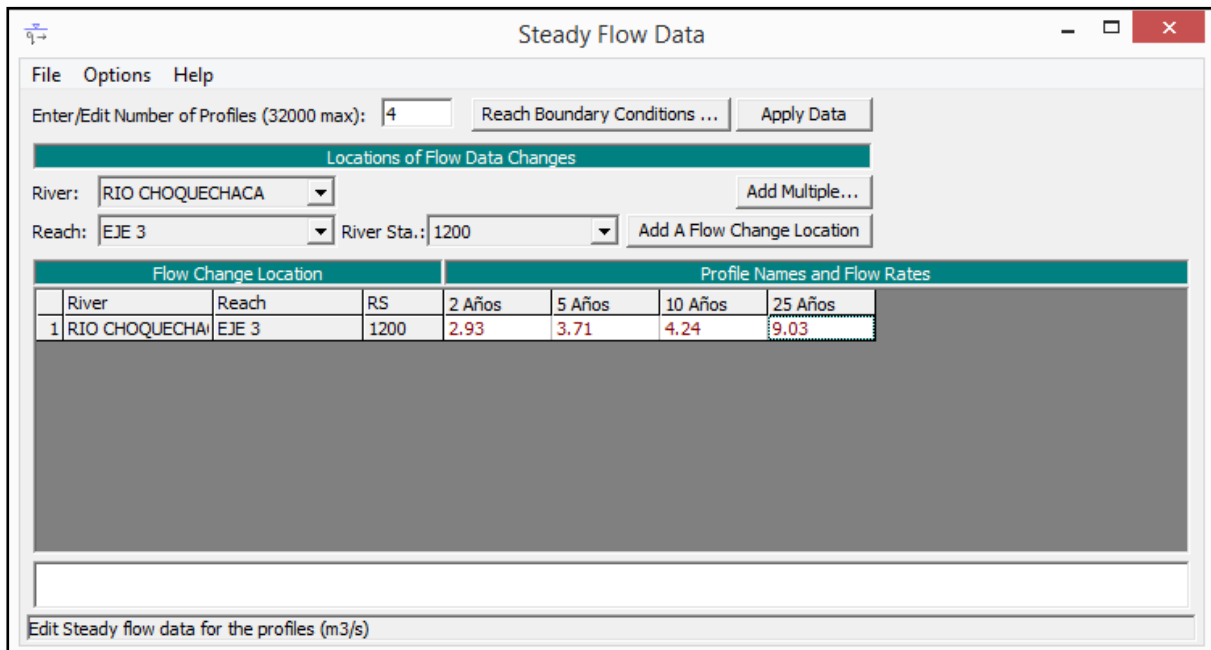 Steady Flow Data
File Options Help
Enter/Edit Number of Profiles (32000 max): 4 Reach Boundary Conditions ... Apply Data
Locations of Flow Data Changes
River: RIO CHOQUECHACA Add Multiple...
Reach: EJE 3 River Sta.: 1200 Add A Flow Change Location
Flow Change Location Profile Names and Flow Rates
River Reach RS 2 Años 5 Años 10 Años 25 Años
1 RIO CHOQUECHA EJE 3 1200 2.93 3.71 4.24 9.03
Edit Steady flow data for the profiles (m3/s)